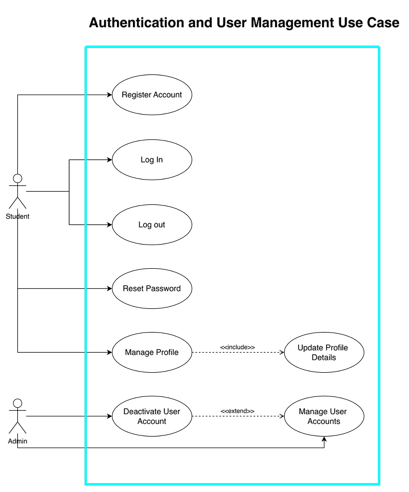 Authentication and User Management Use Case
Register Account
Log In
Student
Log out
Reset Password
Manage Profile
<<include>>
Update Profile
Details
Admin
Deactivate User
Account
<<extend>>
Manage User
Accounts